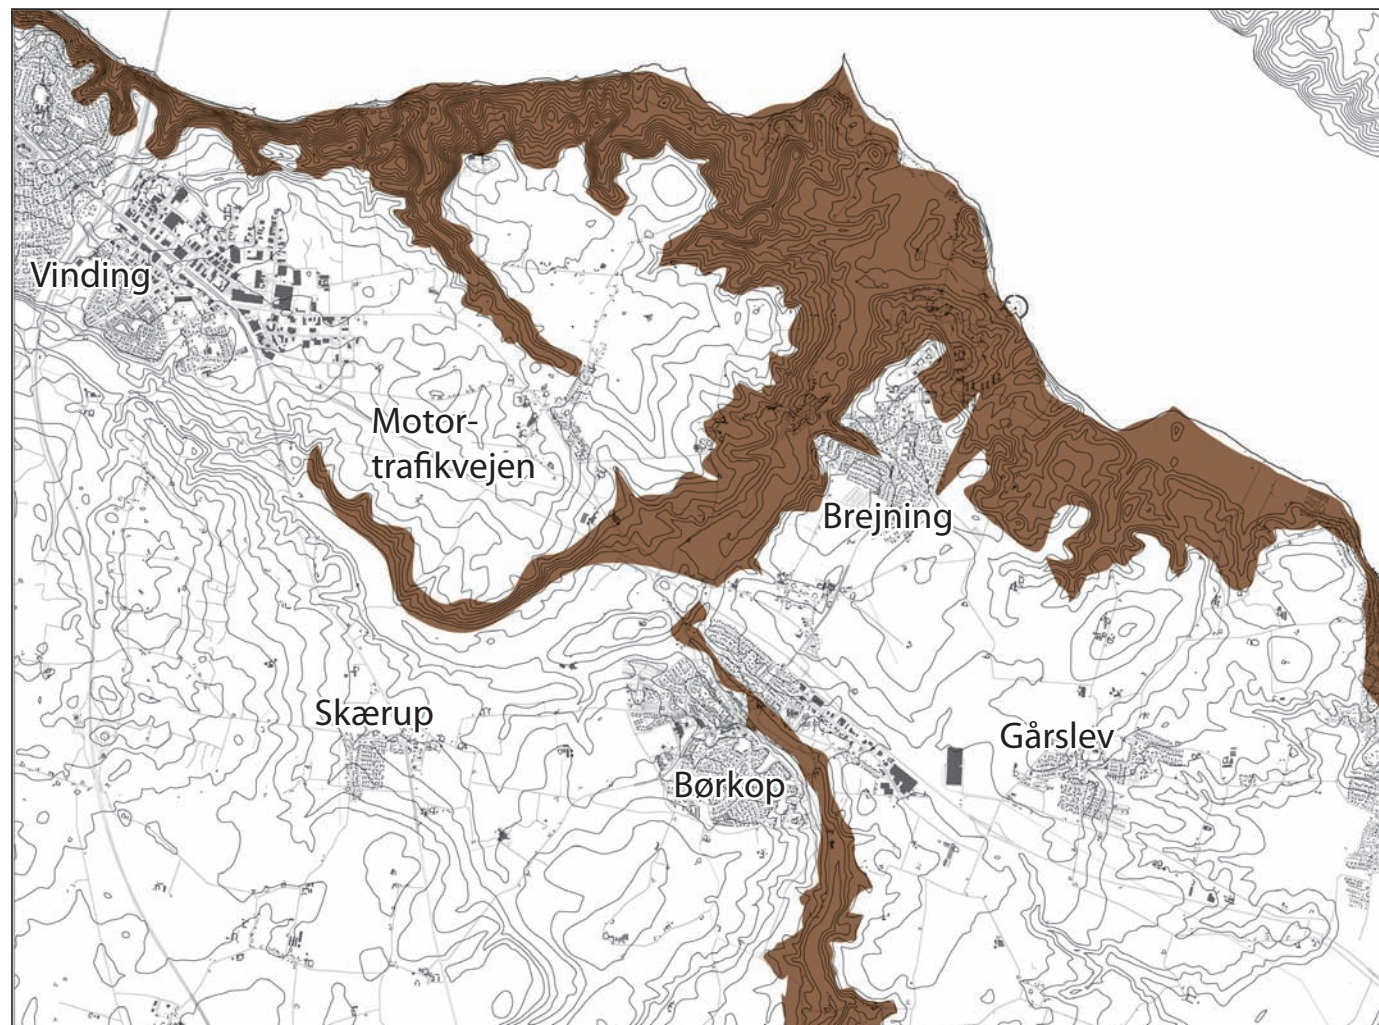 Vinding
Motor-
trafikvejen
Brejning
Skærup
Gårslev
Børkop